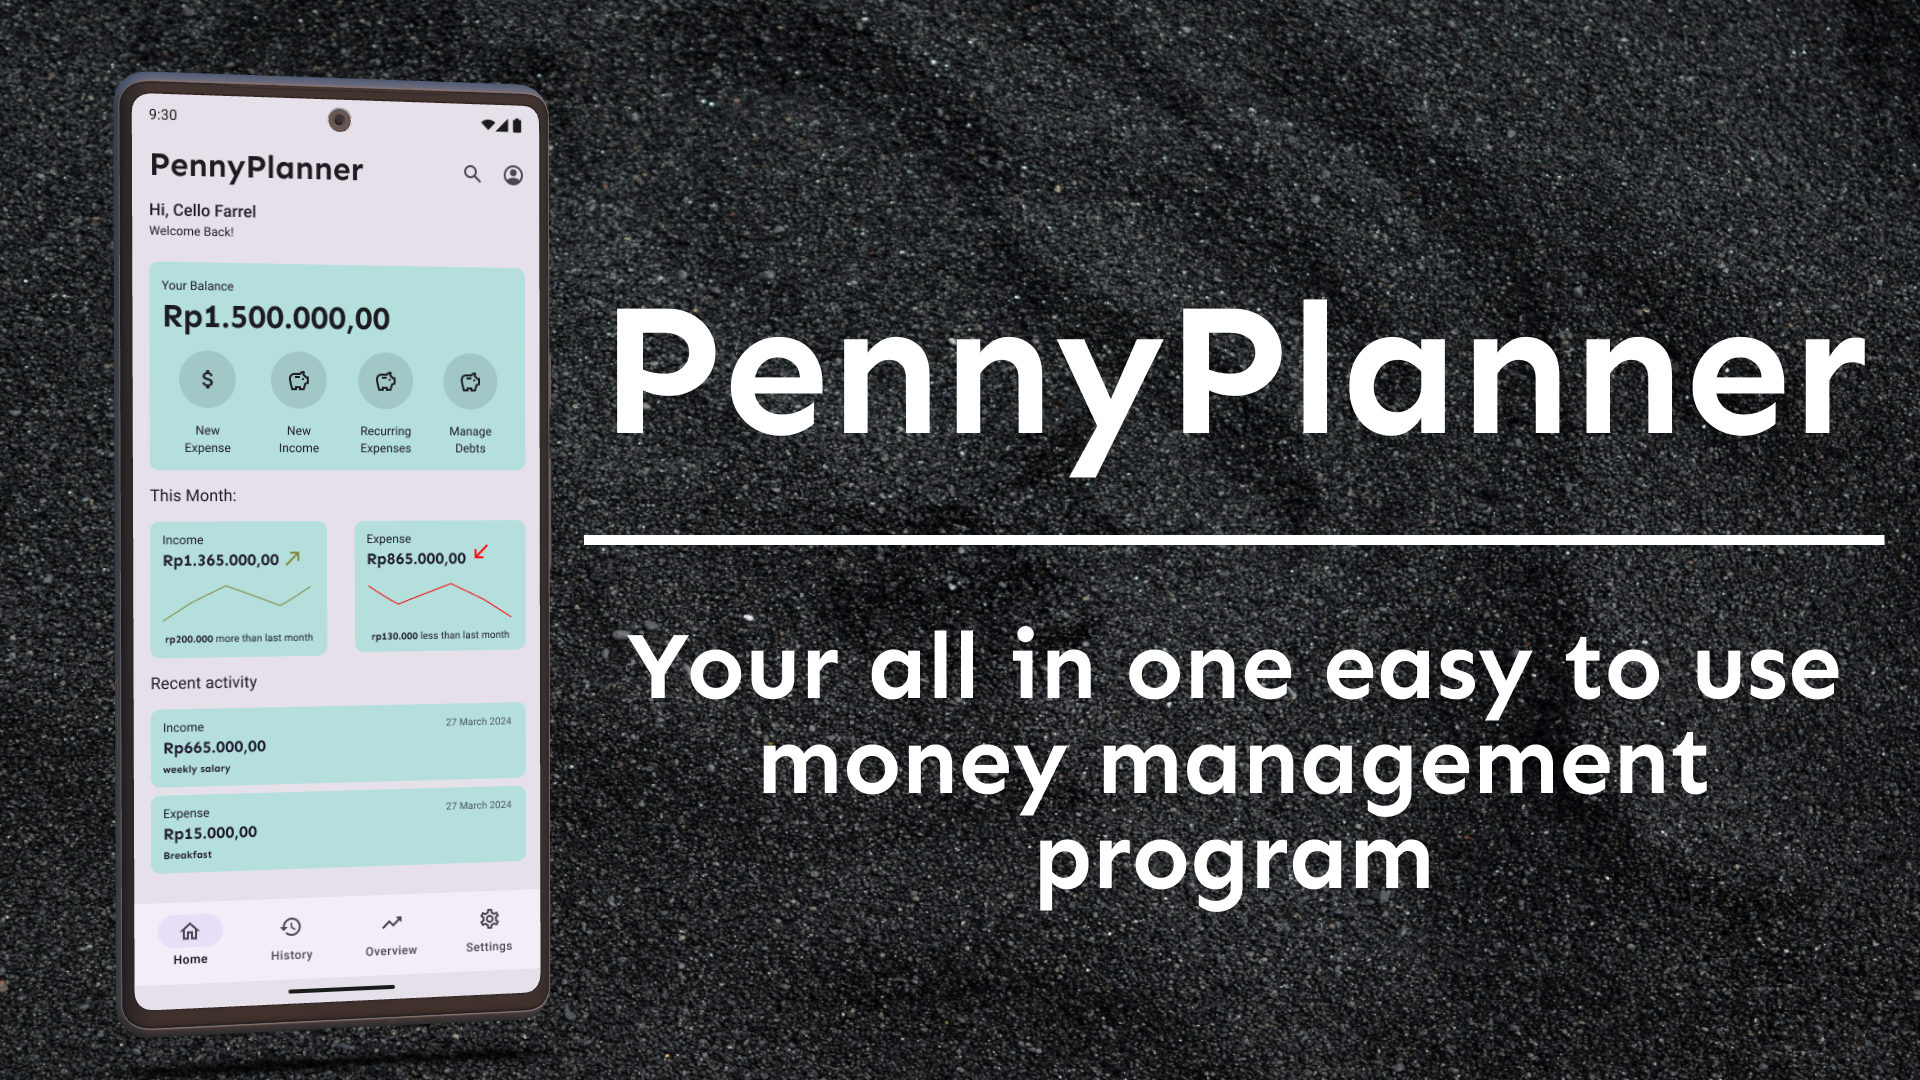 9:30
PennyPlanner
Hi, Cello Farrel
Welcome Back!
Your Balance
Rp1.500.000,00
$
New
Expense
New
Income
Recurring
Expenses
Manage
Debts
This Month:
Income
Rp1.365.000,00
rp200.000 more than last month
Expense
Rp865.000,00
rp130.000 less than last month
Recent activity
Income
27 March 2024
Rp665.000,00
weekly salary
Expense
27 March 2024
Rp15.000,00
Breakfast
Home
History
Overview
Settings
PennyPlanner
Your all in one easy to use
money management
program